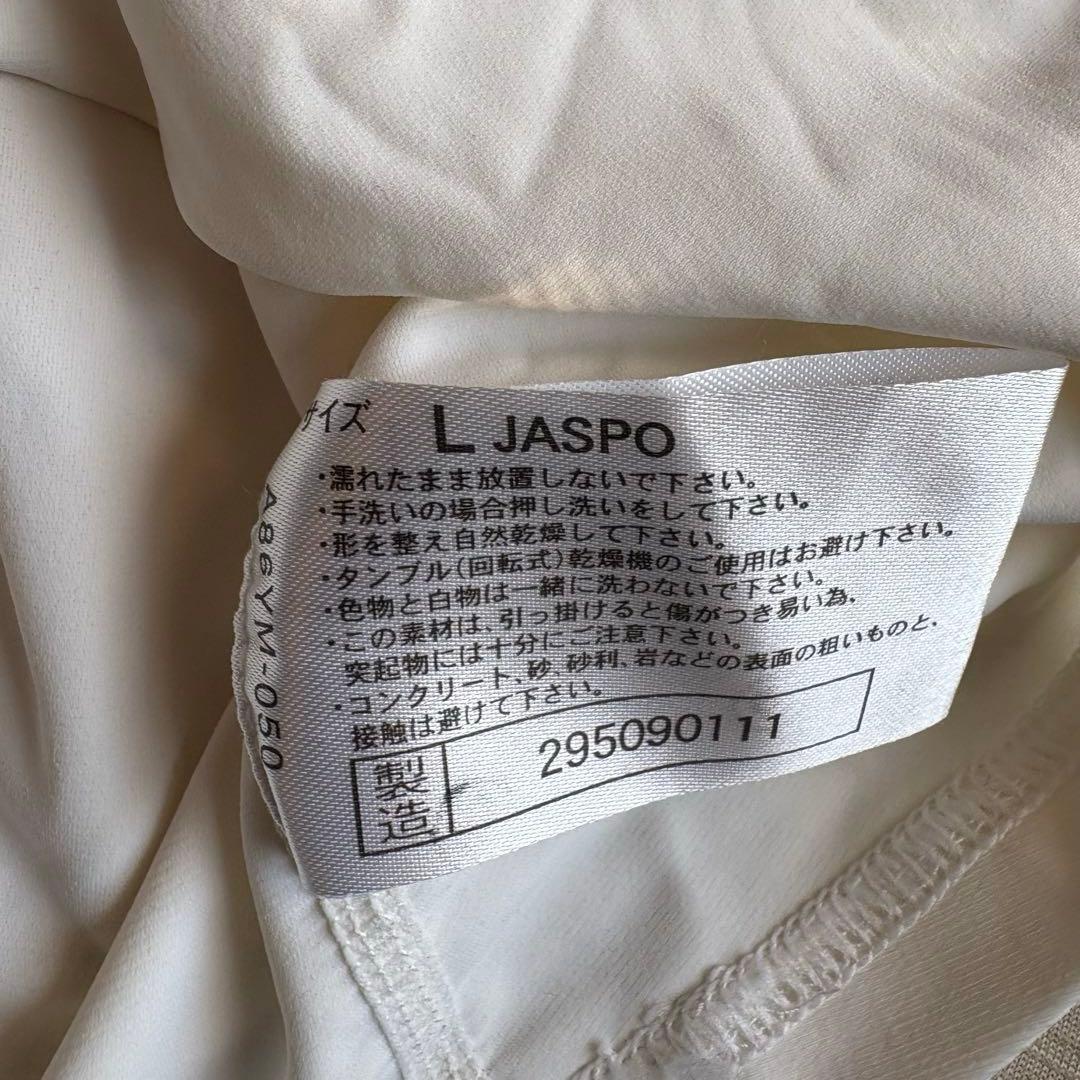 サイズ L JASPO
・濡れたまま放置しないで下さい。
・手洗いの場合押し洗いをして下さい。
・形を整え自然乾燥して下さい。
・タンブル(回転式)乾燥機のご使用はお避け下さい。
・色物と白物は一緒に洗わないで下さい。
・この素材は、引っ掛けると傷がつき易い為、
突起物には十分にご注意下さい。
・コンクリート、砂、砂利、岩などの表面の粗いものと、
接触は避けて下さい。
製造 295090111
A86YM-050